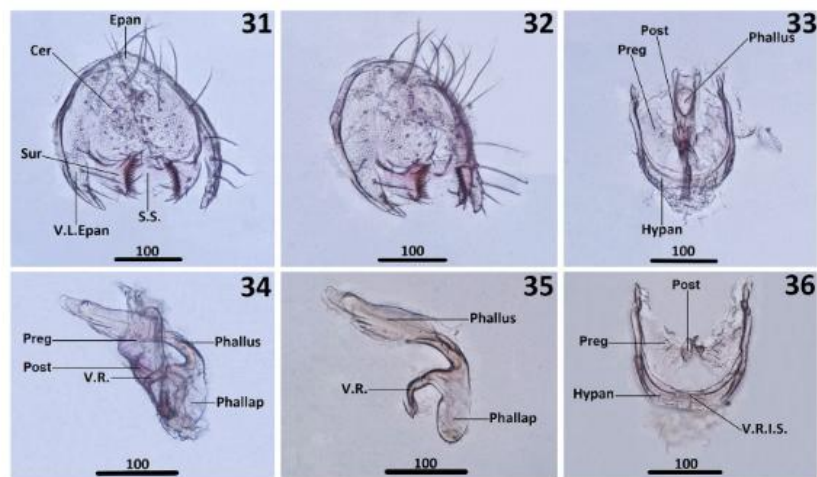 31
Epan
Cer
Sur
S.S.
V.L.Epan
100
32
100
33
Post
Phallus
Preg
Hypan
100
34
Preg
Phallus
Post
V.R.
Phallap
100
35
Phallus
V.R.
Phallap
100
36
Post
Preg
Hypan
V.R.I.S.
100